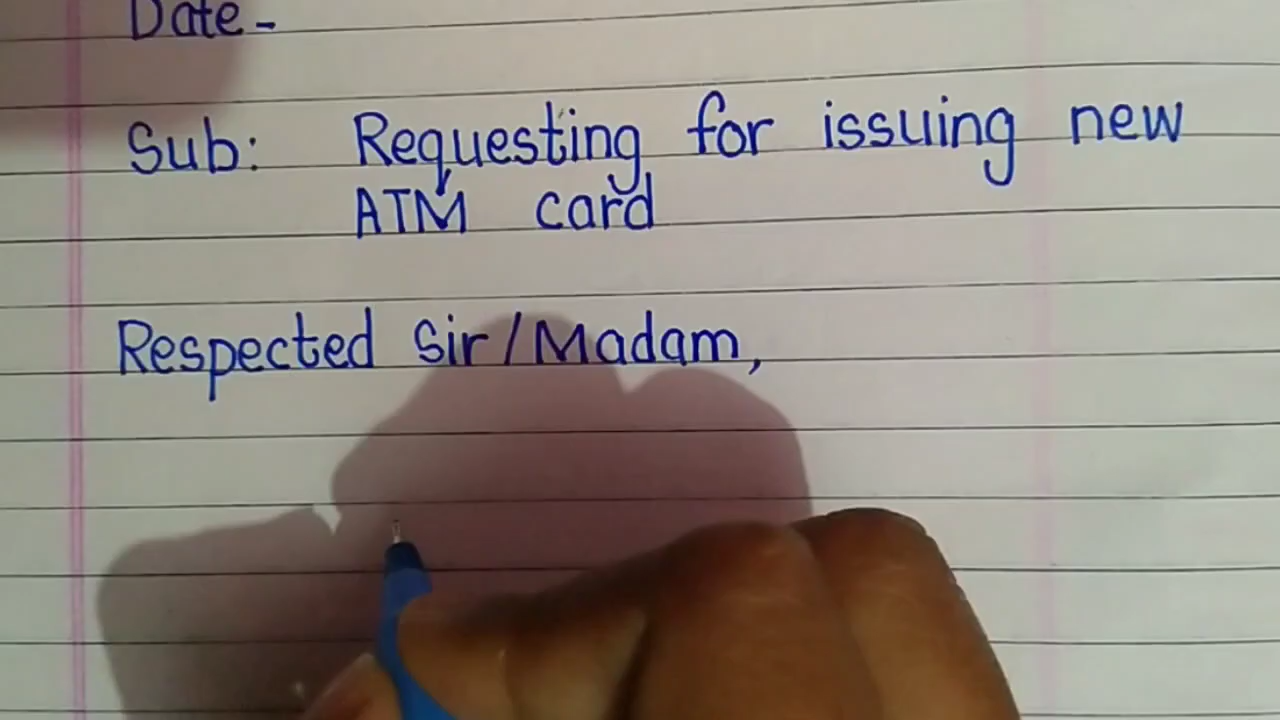 Date -
Sub: Requesting for issuing new
ATM card
Respected Sir/Madam,